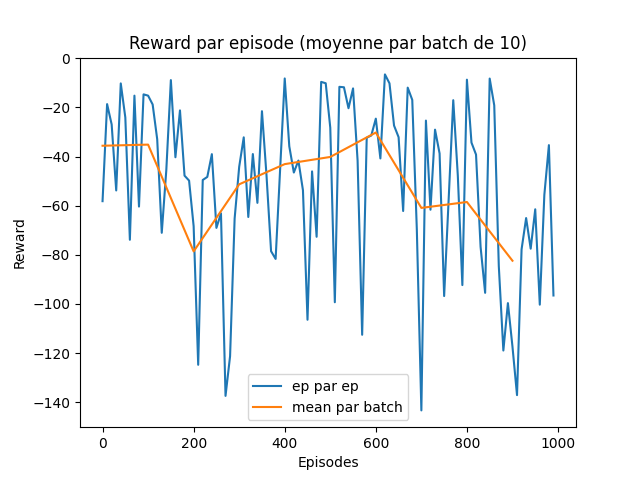 Reward par episode (moyenne par batch de 10)
0
−20
−40
−60
−80
−100
−120
−140
Reward
ep par ep
mean par batch
0
200
400
600
800
1000
Episodes